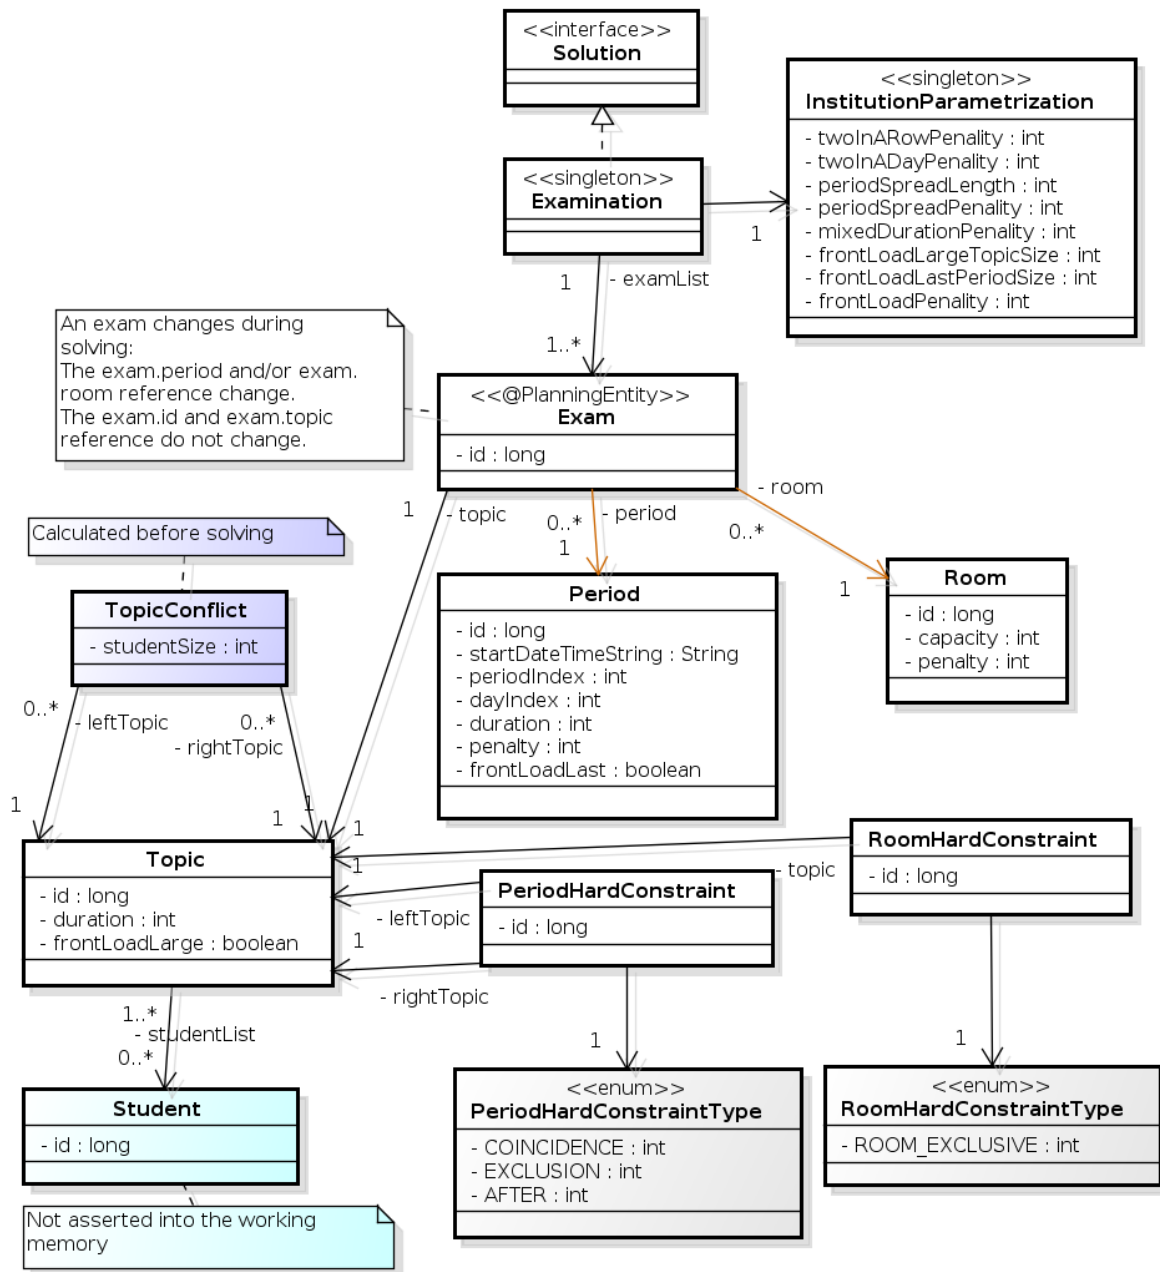 <<interface>>
Solution
<<singleton>>
InstitutionParametrization
- twoInARowPenality : int
- twoInADayPenality : int
- periodSpreadLength : int
- periodSpreadPenality : int
- mixedDurationPenality : int
- frontLoadLargeTopicSize : int
- frontLoadLastPeriodSize : int
- frontLoadPenality : int
<<singleton>>
Examination
1
1
- examList
1..*
An exam changes during
solving:
The exam.period and/or exam.
room reference change.
The exam.id and exam.topic
reference do not change.
<<@PlanningEntity>>
Exam
- id : long
1
- topic
0..*
- period
1
- room
0..*
1
Calculated before solving
TopicConflict
- studentSize : int
0..*
- leftTopic
0..*
- rightTopic
1
1
1
1
Period
- id : long
- startDateTimeString : String
- periodIndex : int
- dayIndex : int
- duration : int
- penalty : int
- frontLoadLast : boolean
Room
- id : long
- capacity : int
- penalty : int
Topic
- id : long
- duration : int
- frontLoadLarge : boolean
1
- leftTopic
1
- rightTopic
PeriodHardConstraint
- id : long
- topic
RoomHardConstraint
- id : long
1..*
- studentList
0..*
1
1
Student
- id : long
Not asserted into the working
memory
<<enum>>
PeriodHardConstraintType
- COINCIDENCE : int
- EXCLUSION : int
- AFTER : int
<<enum>>
RoomHardConstraintType
- ROOM_EXCLUSIVE : int